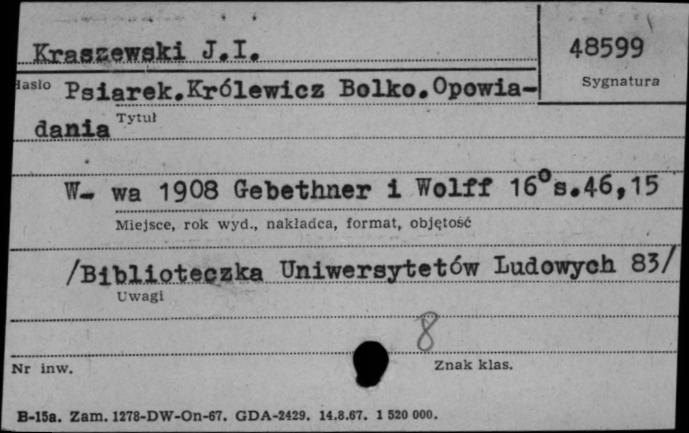 Kraszewski J.I.
48599
Hasło
Sygnatura
Psiarek.Królewicz Bolko.Opowia-
dania
Tytuł
W- wa 1908 Gebethner i Wolff 16° s.46,15
Miejsce, rok wyd., nakładca, format, objętość
/Biblioteczka Uniwersytetów Ludowych 83/
Uwagi
8
Nr inw.
Znak klas.
B-15a. Zam. 1278-DW-On-67. GDA-2429. 14.8.67. 1 520 000.